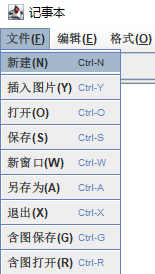 记事本
文件(F) 编辑(E) 格式(O)
新建(N) Ctrl-N
插入图片(Y) Ctrl-Y
打开(O) Ctrl-O
保存(S) Ctrl-S
新窗口(W) Ctrl-W
另存为(A) Ctrl-A
退出(X) Ctrl-X
含图保存(G) Ctrl-G
含图打开(R) Ctrl-R